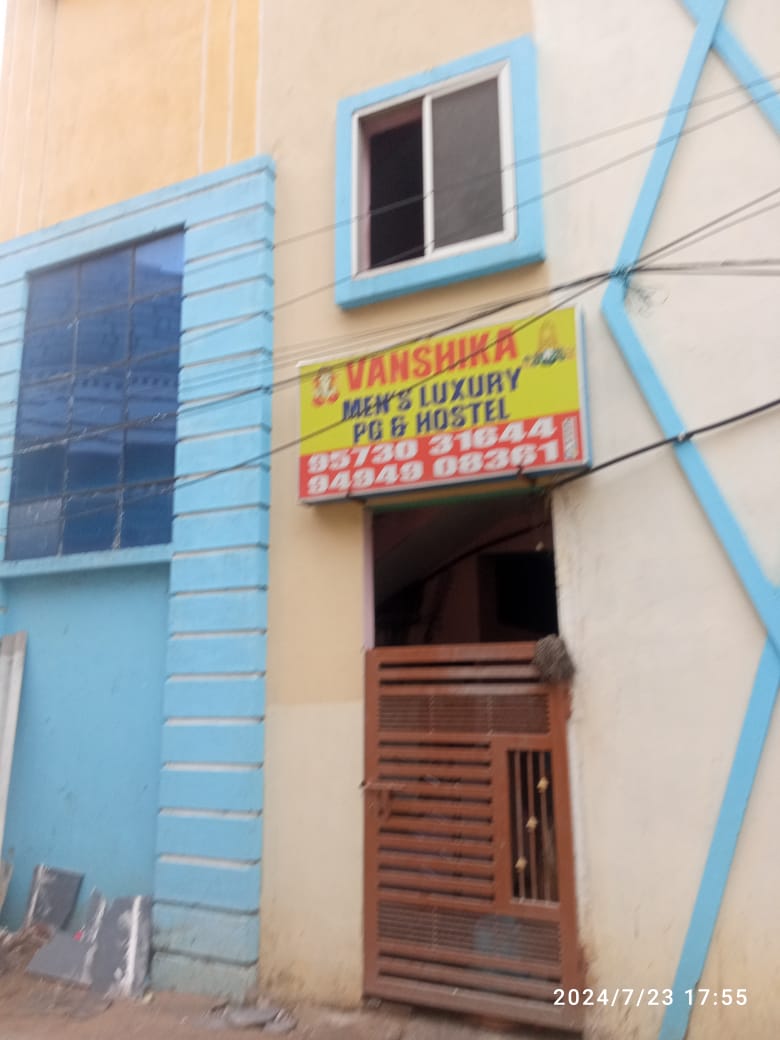 VANSHIKA
MEN'S LUXURY
PG & HOSTEL
95730 31644
94949 08361
2024/7/23 17:55